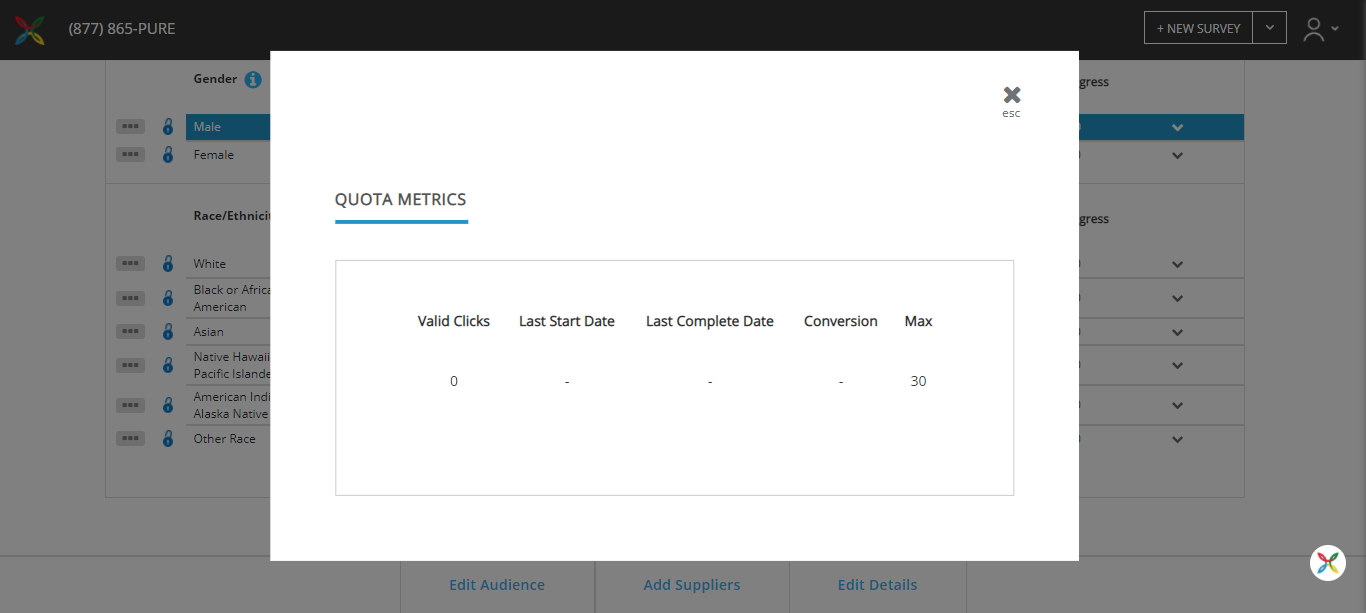 (877) 865-PURE
+ NEW SURVEY
Gender
gress
Male
Female
Race/Ethnicit
gress
White
Black or Africa
American
Asian
Native Hawaii
Pacific Islande
American Indi
Alaska Native
Other Race
esc
QUOTA METRICS
Valid Clicks Last Start Date Last Complete Date Conversion Max
0 - - - 30
Edit Audience Add Suppliers Edit Details